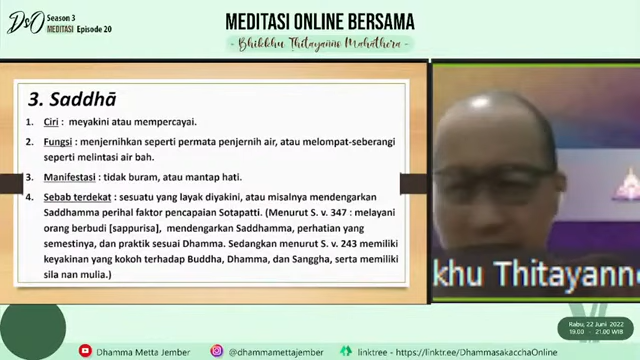 DsO Season 3
MEDITASI Episode 20
MEDITASI ONLINE BERSAMA
- Bhikkhu Ṭhitayañño Mahāthera -
3. Saddhā
1. Ciri : meyakini atau mempercayai.
2. Fungsi : menjernihkan seperti permata penjernih air, atau melompat-seberangi
seperti melintasi air bah.
3. Manifestasi : tidak buram, atau mantap hati.
4. Sebab terdekat : sesuatu yang layak diyakini, atau misalnya mendengarkan
Saddhamma perihal faktor pencapaian Sotapatti. (Menurut S. v. 347 : melayani
orang berbudi [sappurisa], mendengarkan Saddhamma, perhatian yang
semestinya, dan praktik sesuai Dhamma. Sedangkan menurut S. v. 243 memiliki
keyakinan yang kokoh terhadap Buddha, Dhamma, dan Sanggha, serta memiliki
sila nan mulia.)
khu Thitayanno
Rabu, 22 Juni 2022
19.00 - 21.00 WIB
Dhamma Metta Jember
@dhammamettajember
linktree - https://linktr.ee/DhammasakacchaOnline